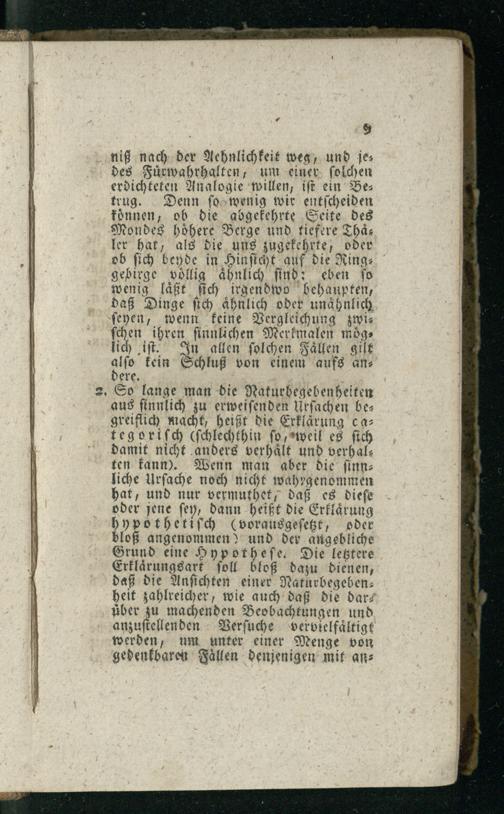 9
niß nach der Aehnlichkeit weg, und je-
des Fürwahrhalten, um einer solchen
erdichteten Analogie willen, ist ein Be-
trug. Denn so wenig wir entscheiden
können, ob die abgekehrte Seite des
Mondes höhere Berge und tiefere Thä-
ler hat, als die uns zugekehrte, oder
ob sich beyde in Hinsicht auf die Ring-
gebirge völlig ähnlich sind: eben so
wenig läßt sich irgendwo behaupten,
daß Dinge sich ähnlich oder unähnlich
seyen, wenn keine Vergleichung zwi-
schen ihren sinnlichen Merkmalen mög-
lich ist. In allen solchen Fällen gilt
also kein Schluß von einem aufs an-
dere.
2. So lange man die Naturbegebenheiten
aus sinnlich zu erweisenden Ursachen be-
greiflich macht, heißt die Erklärung ca-
tegorisch (schlechthin so, weil es sich
damit nicht anders verhält und verhal-
ten kann). Wenn man aber die sinn-
liche Ursache noch nicht wahrgenommen
hat, und nur vermuthet, daß es diese
oder jene sey, dann heißt die Erklärung
hypothetisch (vorausgesetzt, oder
bloß angenommen) und der angebliche
Grund eine Hypothese. Die letztere
Erklärungsart soll bloß dazu dienen,
daß die Ansichten einer Naturbegeben-
heit zahlreicher, wie auch daß die dar-
über zu machenden Beobachtungen und
anzustellenden Versuche vervielfältigt
werden, um unter einer Menge von
gedenkbaren Fällen denjenigen mit an-